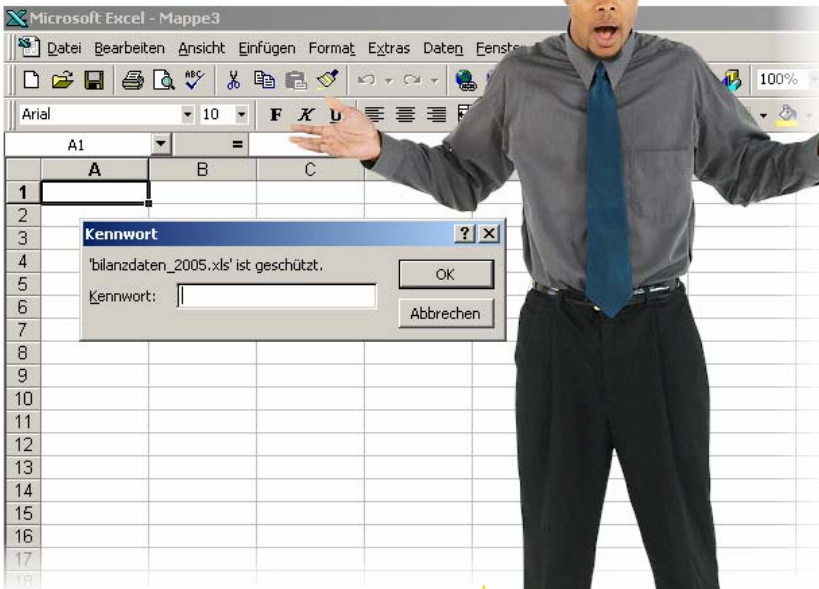 Microsoft Excel - Mappe3
Datei Bearbeiten Ansicht Einfügen Format Extras Daten
100%
Arial 10 F K U
A1 =
A B C
1
2
3
4
5
6
7
8
9
10
11
12
13
14
15
16
17
18
Kennwort
'bilanzdaten_2005.xls' ist geschützt.
OK
Kennwort:
Abbrechen